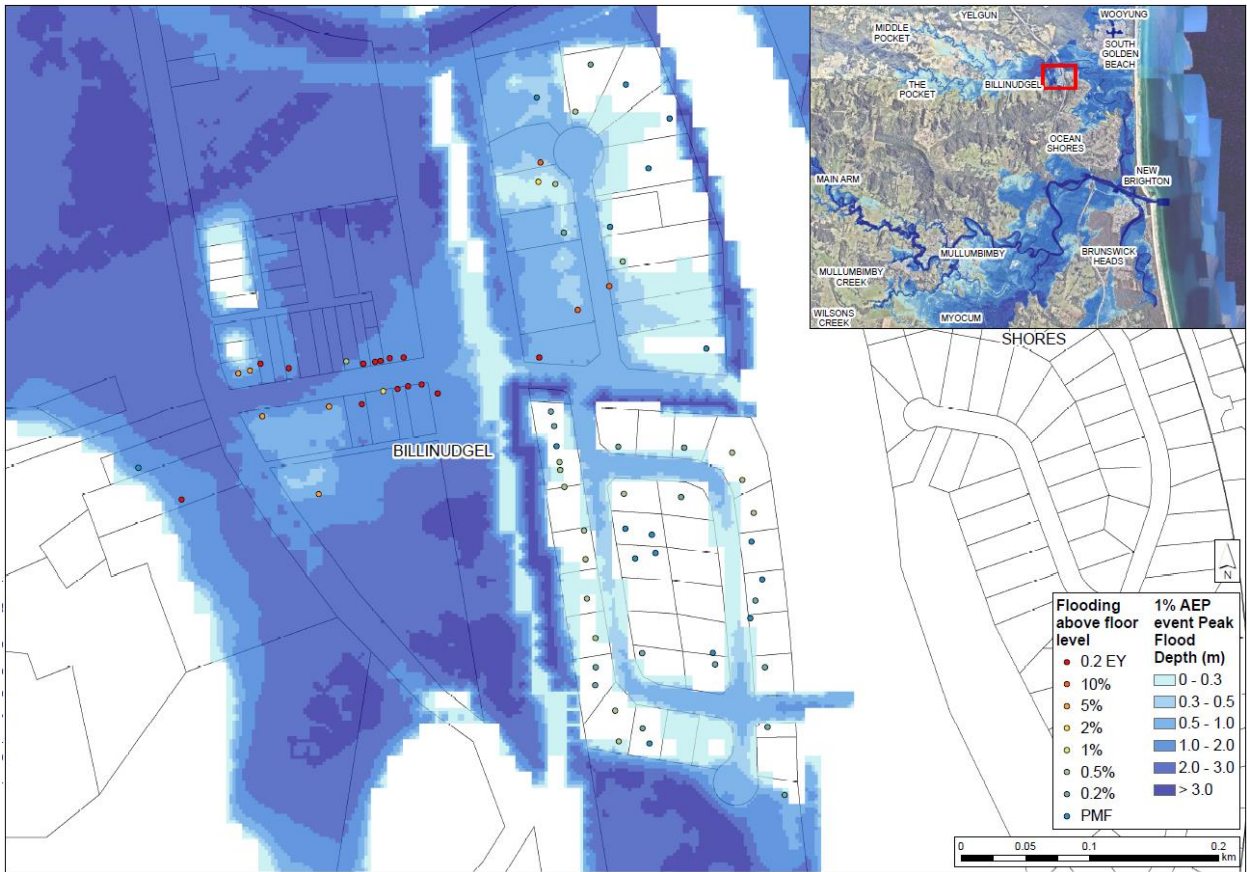 YELGUN
WOOYUNG
MIDDLE
POCKET
SOUTH
GOLDEN
BEACH
THE
POCKET
BILLINUDGEL
OCEAN
SHORES
MAIN ARM
NEW
BRIGHTON
MULLUMBIMBY
BRUNSWICK
HEADS
MULLUMBIMBY
CREEK
WILSONS
CREEK
MYOCUM
SHORES
BILLINUDGEL
N
Flooding
above floor
level
0.2 EY
10%
5%
2%
1%
0.5%
0.2%
PMF
1% AEP
event Peak
Flood
Depth (m)
0 - 0.3
0.3 - 0.5
0.5 - 1.0
1.0 - 2.0
2.0 - 3.0
> 3.0
0 0.05 0.1 0.2
km